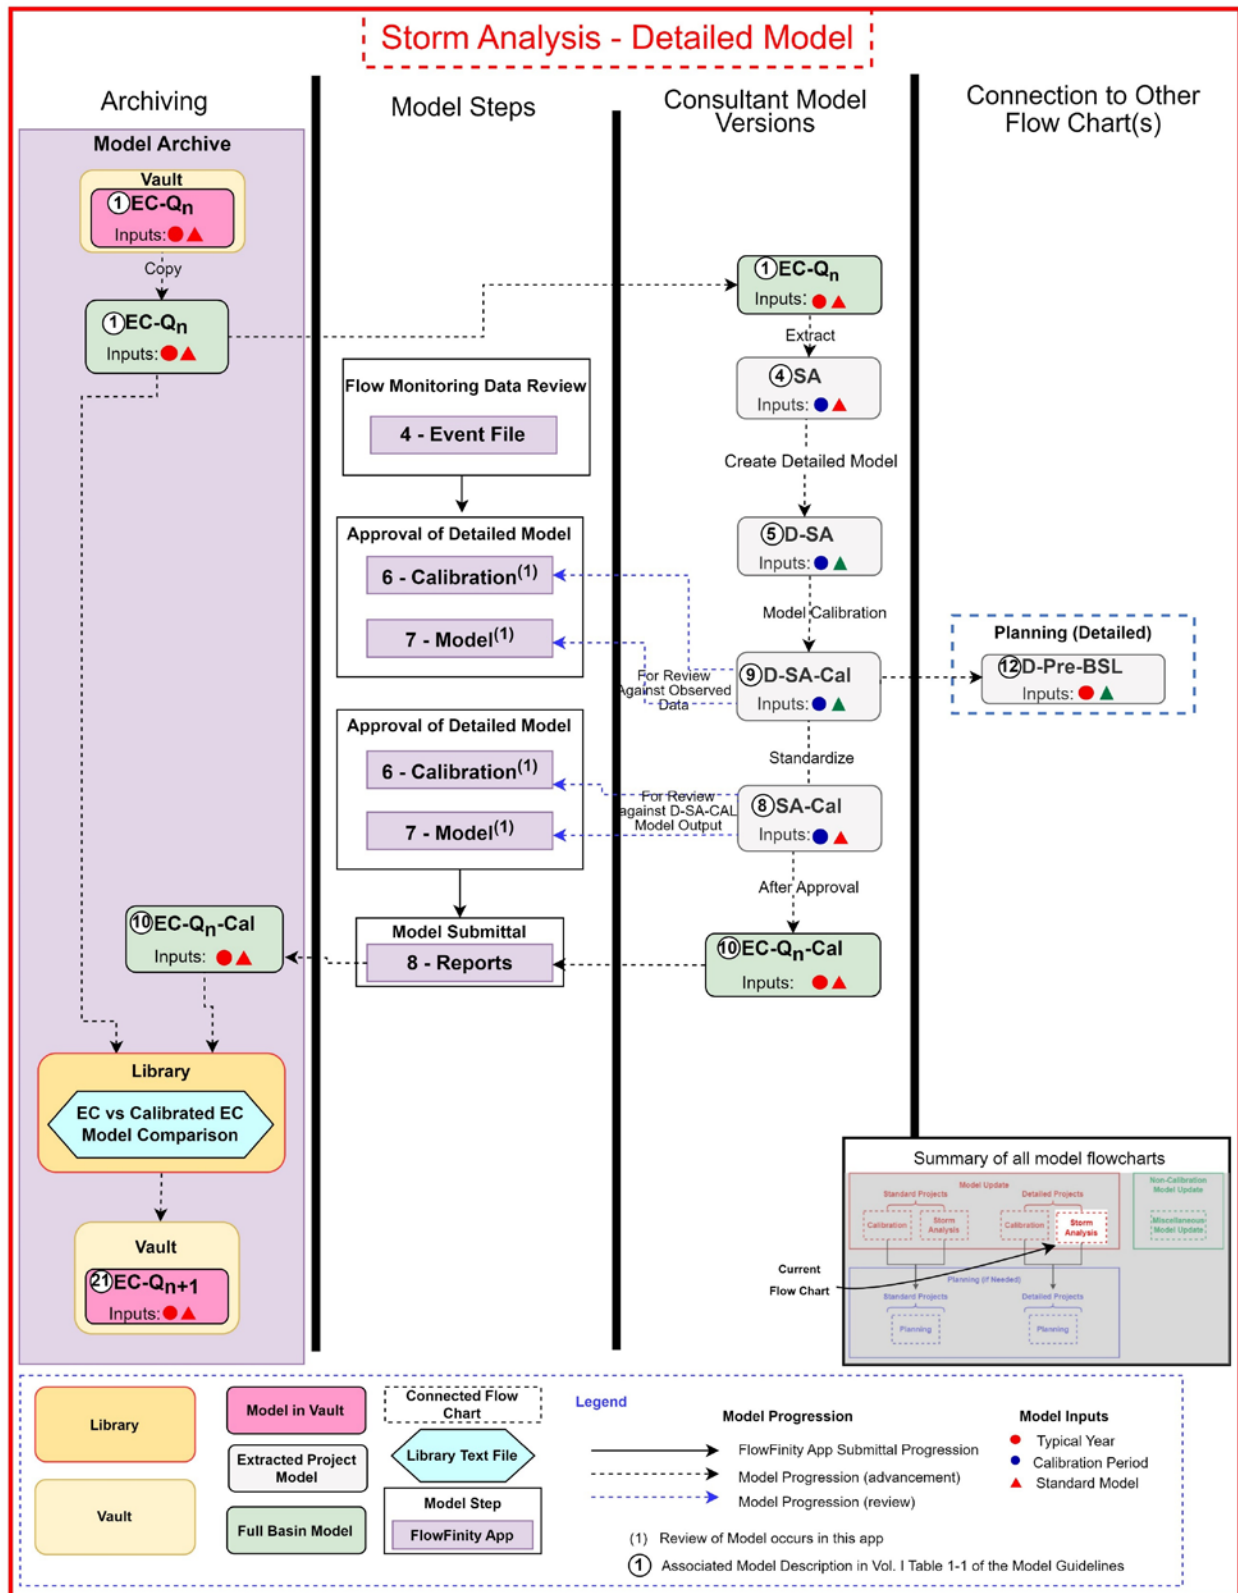 Storm Analysis - Detailed Model
Archiving
Model Steps
Consultant Model
Versions
Connection to Other
Flow Chart(s)
Model Archive
Vault
1 EC-Qn
Inputs:
Copy
1 EC-Qn
Inputs:
1 EC-Qn
Inputs:
Extract
4 SA
Inputs:
Flow Monitoring Data Review
4 - Event File
Create Detailed Model
Approval of Detailed Model
6 - Calibration(1)
7 - Model(1)
5 D-SA
Inputs:
Model Calibration
9 D-SA-Cal
Inputs:
For Review
Against Observed
Data
Planning (Detailed)
12 D-Pre-BSL
Inputs:
Approval of Detailed Model
6 - Calibration(1)
7 - Model(1)
Standardize
For Review
against D-SA-CAL
Model Output
8 SA-Cal
Inputs:
After Approval
10 EC-Qn-Cal
Inputs:
Model Submittal
8 - Reports
10 EC-Qn-Cal
Inputs:
Library
EC vs Calibrated EC
Model Comparison
Vault
21 EC-Qn+1
Inputs:
Summary of all model flowcharts
Model Update
Standard Projects
Detailed Projects
Calibration
Storm
Analysis
Calibration
Storm
Analysis
Non-Calibration
Model Update
Miscellaneous
Model Update
Current
Flow Chart
Planning (If Needed)
Standard Projects
Detailed Projects
Planning
Planning
Library
Vault
Model in Vault
Extracted Project
Model
Full Basin Model
Connected Flow
Chart
Library Text File
Model Step
FlowFinity App
Legend
Model Progression
FlowFinity App Submittal Progression
Model Progression (advancement)
Model Progression (review)
(1) Review of Model occurs in this app
1 Associated Model Description in Vol. I Table 1-1 of the Model Guidelines
Model Inputs
Typical Year
Calibration Period
Standard Model